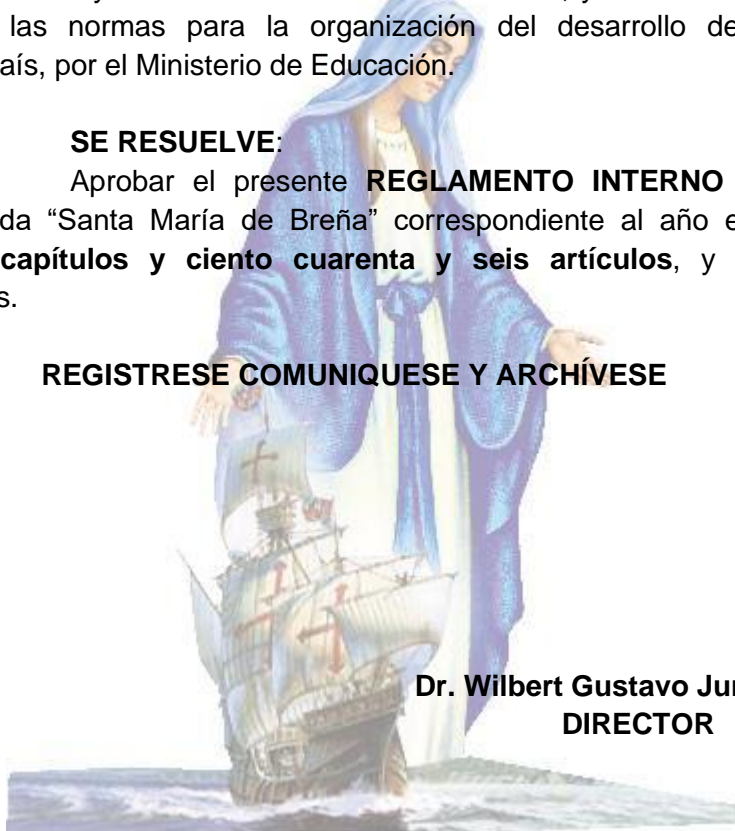 las normas para la organización del desarrollo de
país, por el Ministerio de Educación.
SE RESUELVE:
Aprobar el presente REGLAMENTO INTERNO
da “Santa María de Breña” correspondiente al año e
capítulos y ciento cuarenta y seis artículos, y
s.
REGISTRESE COMUNIQUESE Y ARCHÍVESE
Dr. Wilbert Gustavo Ju
DIRECTOR